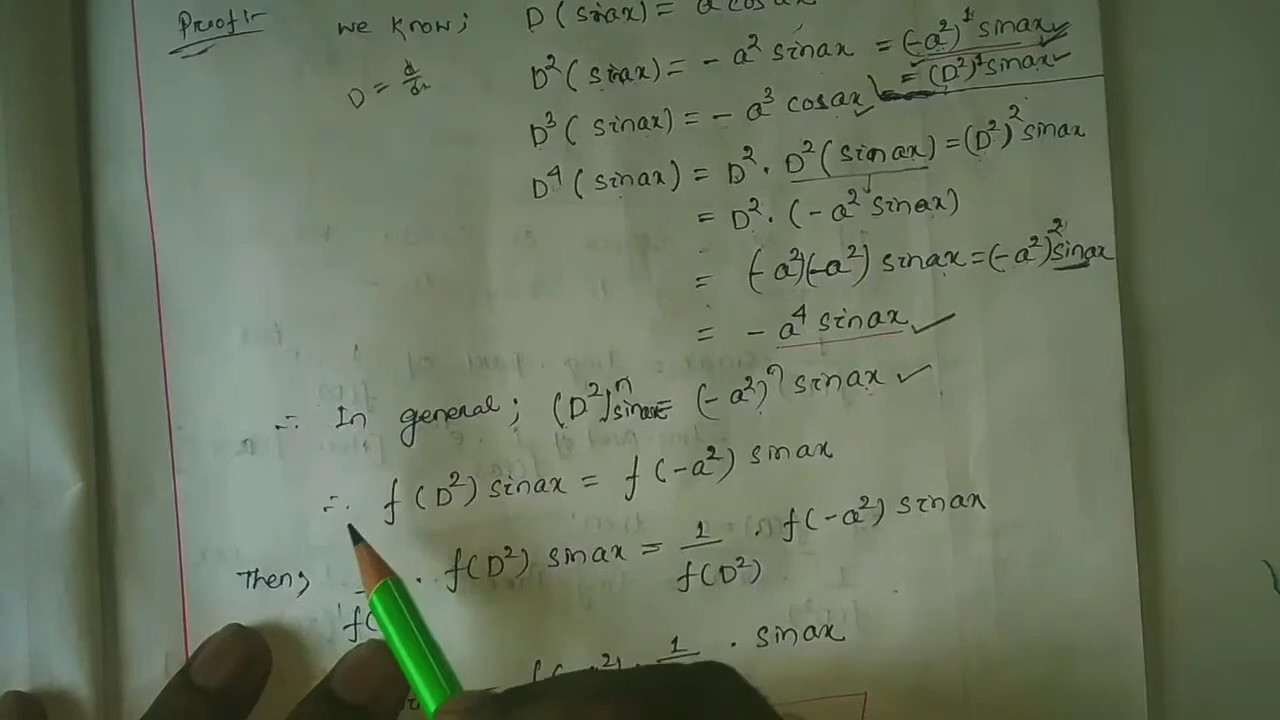 Proof:- we know; D (sinax) = a cosax
D = d/dx
D²(sinax) = - a² sinax = (-a²)¹ sinax
= (D²)¹ sinax
D³(sinax) = - a³ cosax
D⁴(sinax) = D² . D²(sinax) = (D²)² sinax
= D² . (-a² sinax)
= (-a²)(-a²) sinax = (-a²)² sinax
= - a⁴ sinax
∴ In general; (D²)ⁿ sinax = (-a²)ⁿ sinax
∴ f(D²) sinax = f(-a²) sinax
Then; . f(D²) sinax = 1/f(D²) . f(-a²) sinax
. sinax